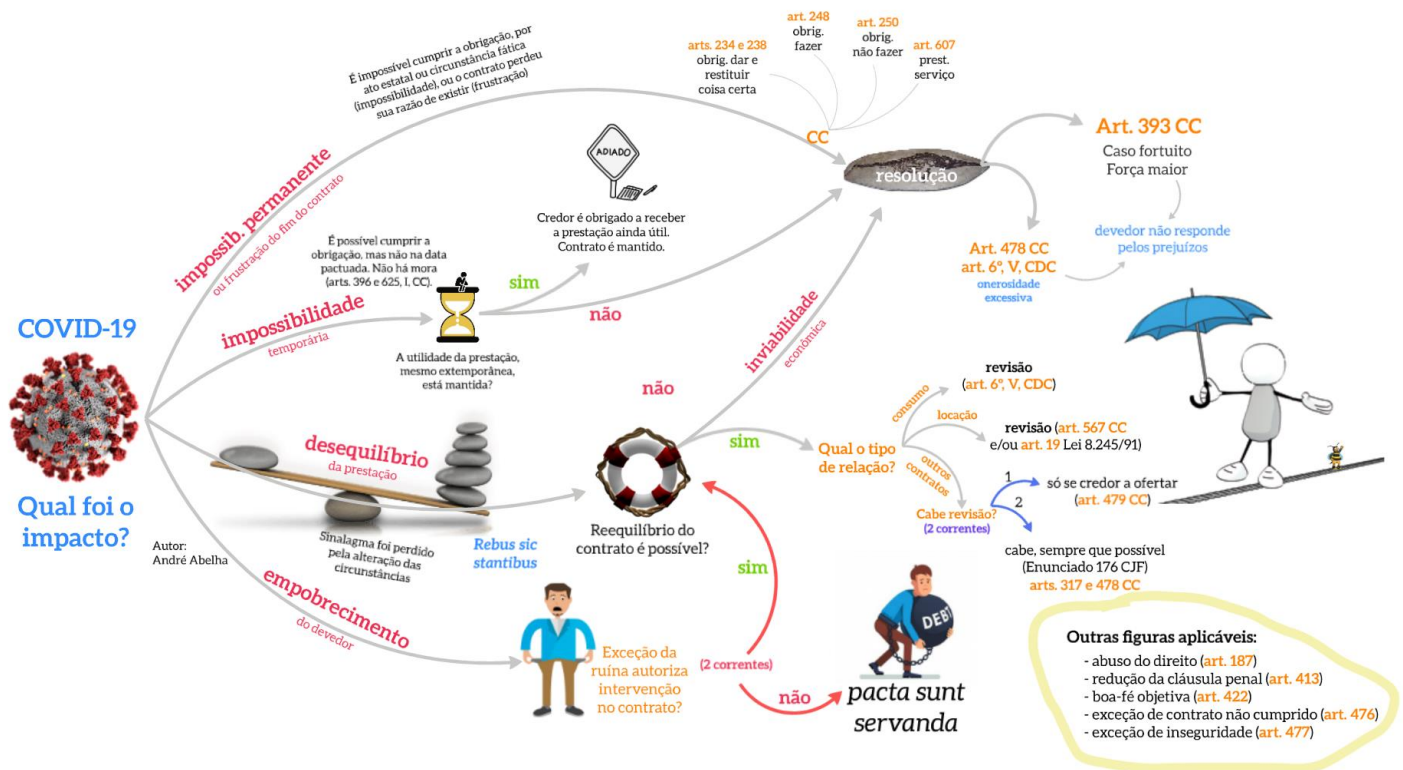 É impossível cumprir a obrigação, por
ato estatal ou circunstância fática
(impossibilidade), ou o contrato perdeu
sua razão de existir (frustração)
impossib. permanente
ou frustração do fim do contrato
arts. 234 e 238
obrig. dar e
restituir
coisa certa
art. 248
obrig.
fazer
art. 250
obrig.
não fazer
art. 607
prest.
serviço
CC
resolução
Art. 393 CC
Caso fortuito
Força maior
devedor não responde
pelos prejuízos
Art. 478 CC
art. 6º, V, CDC
onerosidade
excessiva
ADIADO
Credor é obrigado a receber
a prestação ainda útil.
Contrato é mantido.
É possível cumprir a
obrigação, mas não na data
pactuada. Não há mora
(arts. 396 e 625, I, CC).
sim
não
impossibilidade
temporária
A utilidade da prestação,
mesmo extemporânea,
está mantida?
COVID-19
Qual foi o
impacto?
Autor:
André Abelha
desequilíbrio
da prestação
Sinalagma foi perdido
pela alteração das
circunstâncias
Rebus sic
stantibus
não
inviabilidade
econômica
Reequilíbrio do
contrato é possível?
sim
Qual o tipo
de relação?
consumo
revisão
(art. 6º, V, CDC)
locação
revisão (art. 567 CC
e/ou art. 19 Lei 8.245/91)
outros
contratos
Cabe revisão?
(2 correntes)
1
só se credor a ofertar
(art. 479 CC)
2
cabe, sempre que possível
(Enunciado 176 CJF)
arts. 317 e 478 CC
empobrecimento
do devedor
Exceção da
ruína autoriza
intervenção
no contrato?
(2 correntes)
sim
não
DEBT
pacta sunt
servanda
Outras figuras aplicáveis:
- abuso do direito (art. 187)
- redução da cláusula penal (art. 413)
- boa-fé objetiva (art. 422)
- exceção de contrato não cumprido (art. 476)
- exceção de inseguridade (art. 477)